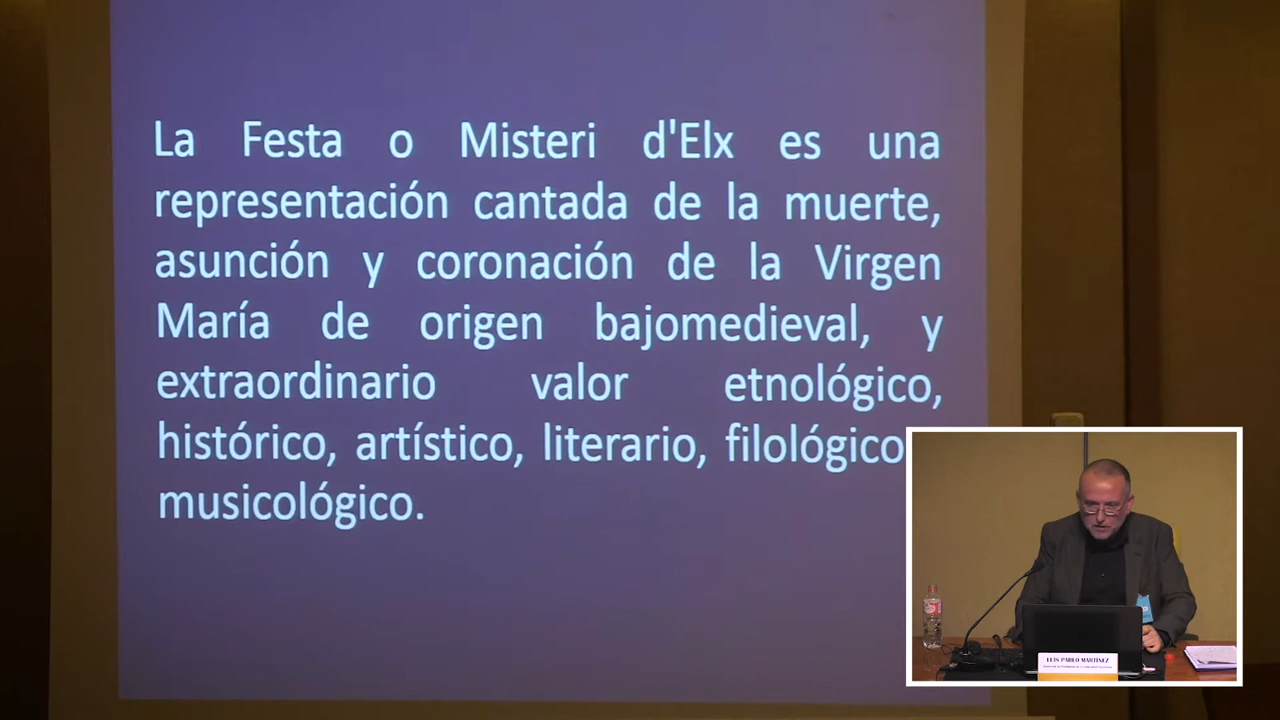 La Festa o Misteri d'Elx es una
representación cantada de la muerte,
asunción y coronación de la Virgen
María de origen bajomedieval, y
extraordinario valor etnológico,
histórico, artístico, literario, filológico
musicológico.
LUIS PABLO MARTÍNEZ